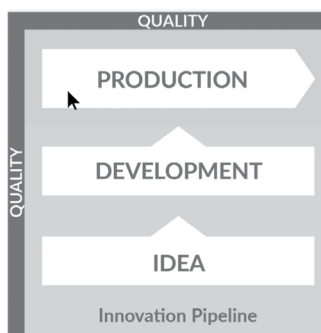 QUALITY
QUALITY
PRODUCTION
DEVELOPMENT
IDEA
Innovation Pipeline